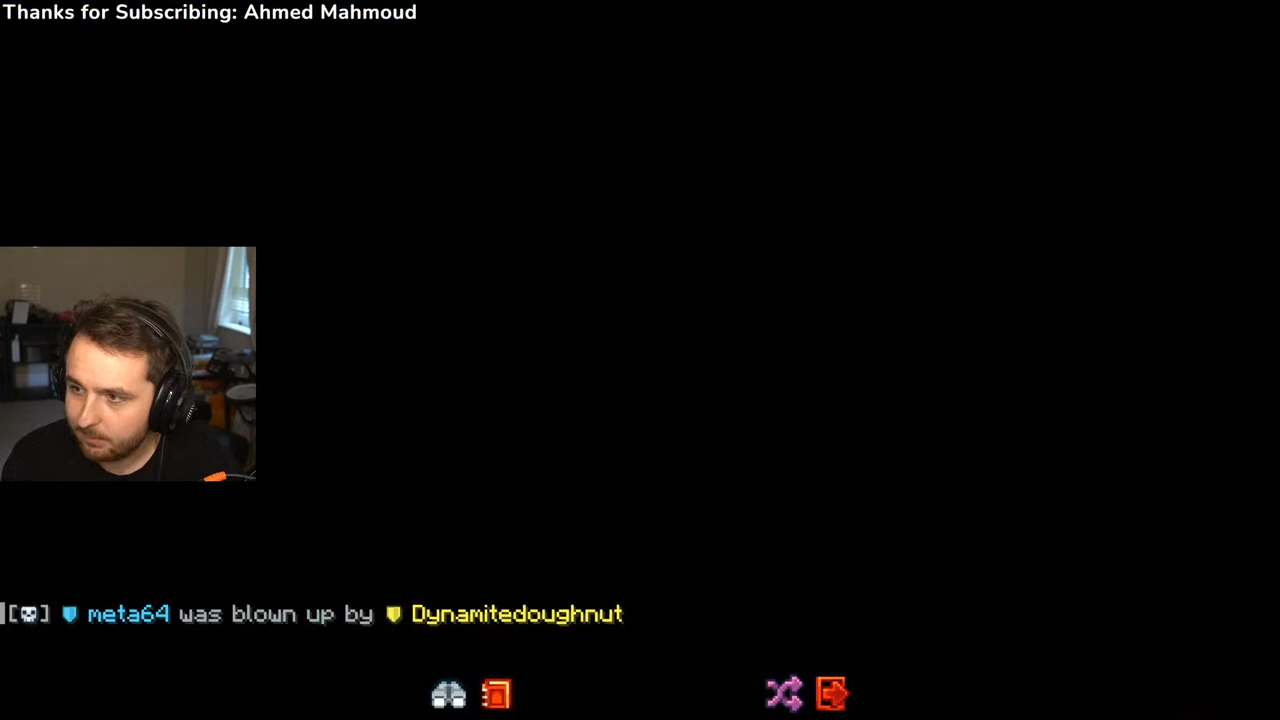 Thanks for Subscribing: Ahmed Mahmoud
[☠] meta64 was blown up by Dynamitedoughnut